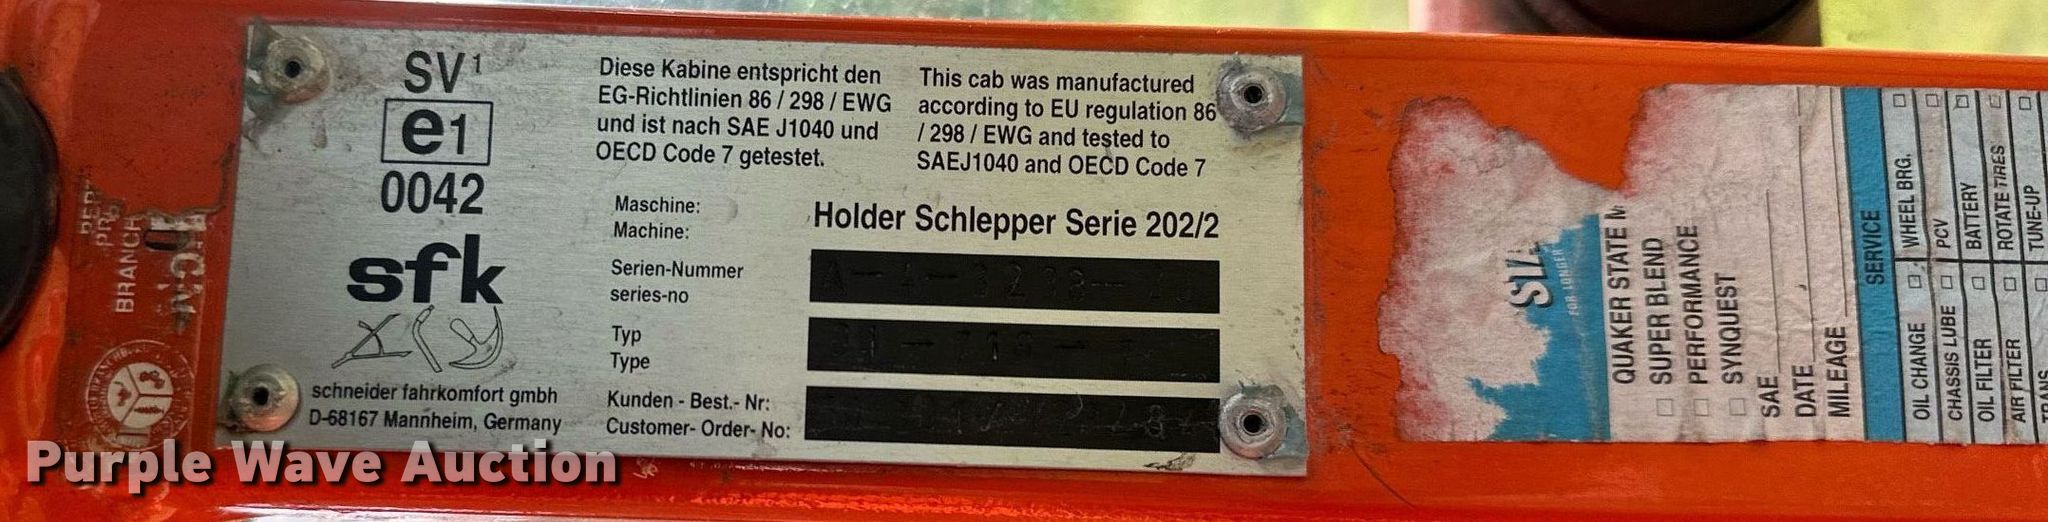 SV1
e1
0042
sfk
schneider fahrkomfort gmbh
D-68167 Mannheim, Germany
Diese Kabine entspricht den
EG-Richtlinien 86 / 298 / EWG
und ist nach SAE J1040 und
OECD Code 7 getestet.
This cab was manufactured
according to EU regulation 86
/ 298 / EWG and tested to
SAEJ1040 and OECD Code 7
Maschine:
Machine:
Holder Schlepper Serie 202/2
Serien-Nummer
series-no
Typ
Type
Kunden - Best.- Nr:
Customer- Order- No:
BRANCH
FOR LONGER
QUAKER STATE M
SUPER BLEND
PERFORMANCE
SYNQUEST
SAE
DATE
MILEAGE
SERVICE
OIL CHANGE
WHEEL BRG.
CHASSIS LUBE
PCV
OIL FILTER
BATTERY
AIR FILTER
ROTATE TIRES
TRANS
TUNE-UP
Purple Wave Auction